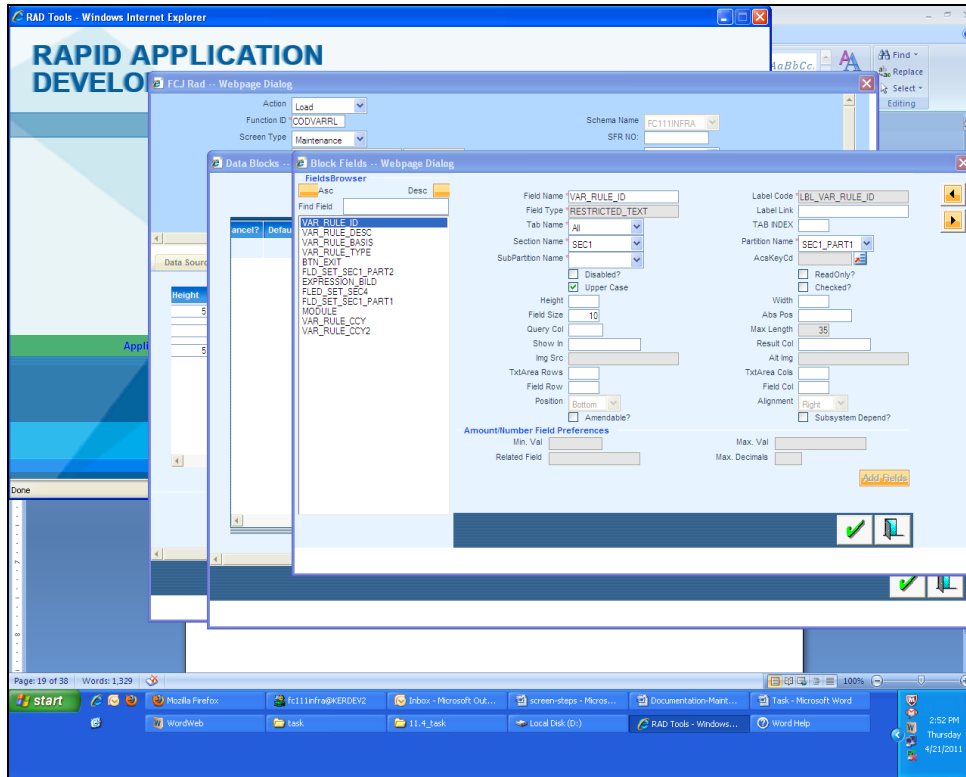 RAD Tools - Windows Internet Explorer
RAPID APPLICATION
DEVELO
AaBbCc.
Find
Replace
Select
Editing
FCJ Rad -- Webpage Dialog
Action Load
Function ID * CODVARRL
Schema Name FC111INFRA
Screen Type Maintenance
SFR NO:
Data Blocks --
Block Fields -- Webpage Dialog
FieldsBrowser
Asc Desc
Find Field
VAR_RULE_ID
VAR_RULE_DESC
VAR_RULE_BASIS
VAR_RULE_TYPE
BTN_EXIT
FLD_SET_SEC1_PART2
EXPRESSION_BILD
FLED_SET_SEC4
FLD_SET_SEC1_PART1
MODULE
VAR_RULE_CCY
VAR_RULE_CCY2
Field Name * VAR_RULE_ID
Label Code * LBL_VAR_RULE_ID
Field Type * RESTRICTED_TEXT
Label Link
Tab Name * All
TAB INDEX
Section Name * SEC1
Partition Name * SEC1_PART1
SubPartition Name *
AcsKeyCd
Disabled?
ReadOnly?
Upper Case
Checked?
Height
Width
Field Size 10
Abs Pos
Query Col
Max Length 35
Show In
Result Col
Img Src
Alt Img
TxtArea Rows
TxtArea Cols
Field Row
Field Col
Position Bottom
Alignment Right
Amendable?
Subsystem Depend?
Amount/Number Field Preferences
Min. Val
Max. Val
Related Field
Max. Decimals
Add Fields
ancel? Defau
Data Sourc
Height
5
5
Appli
Done
Page: 19 of 38 Words: 1,329
100%
start
Mozilla Firefox
fc111infra@KERDEV2
Inbox - Microsoft Out...
screen-steps - Micros...
Documentation-Maint...
Task - Microsoft Word
WordWeb
task
11.4_task
Local Disk (D:)
RAD Tools - Windows...
Word Help
2:52 PM
Thursday
4/21/2011